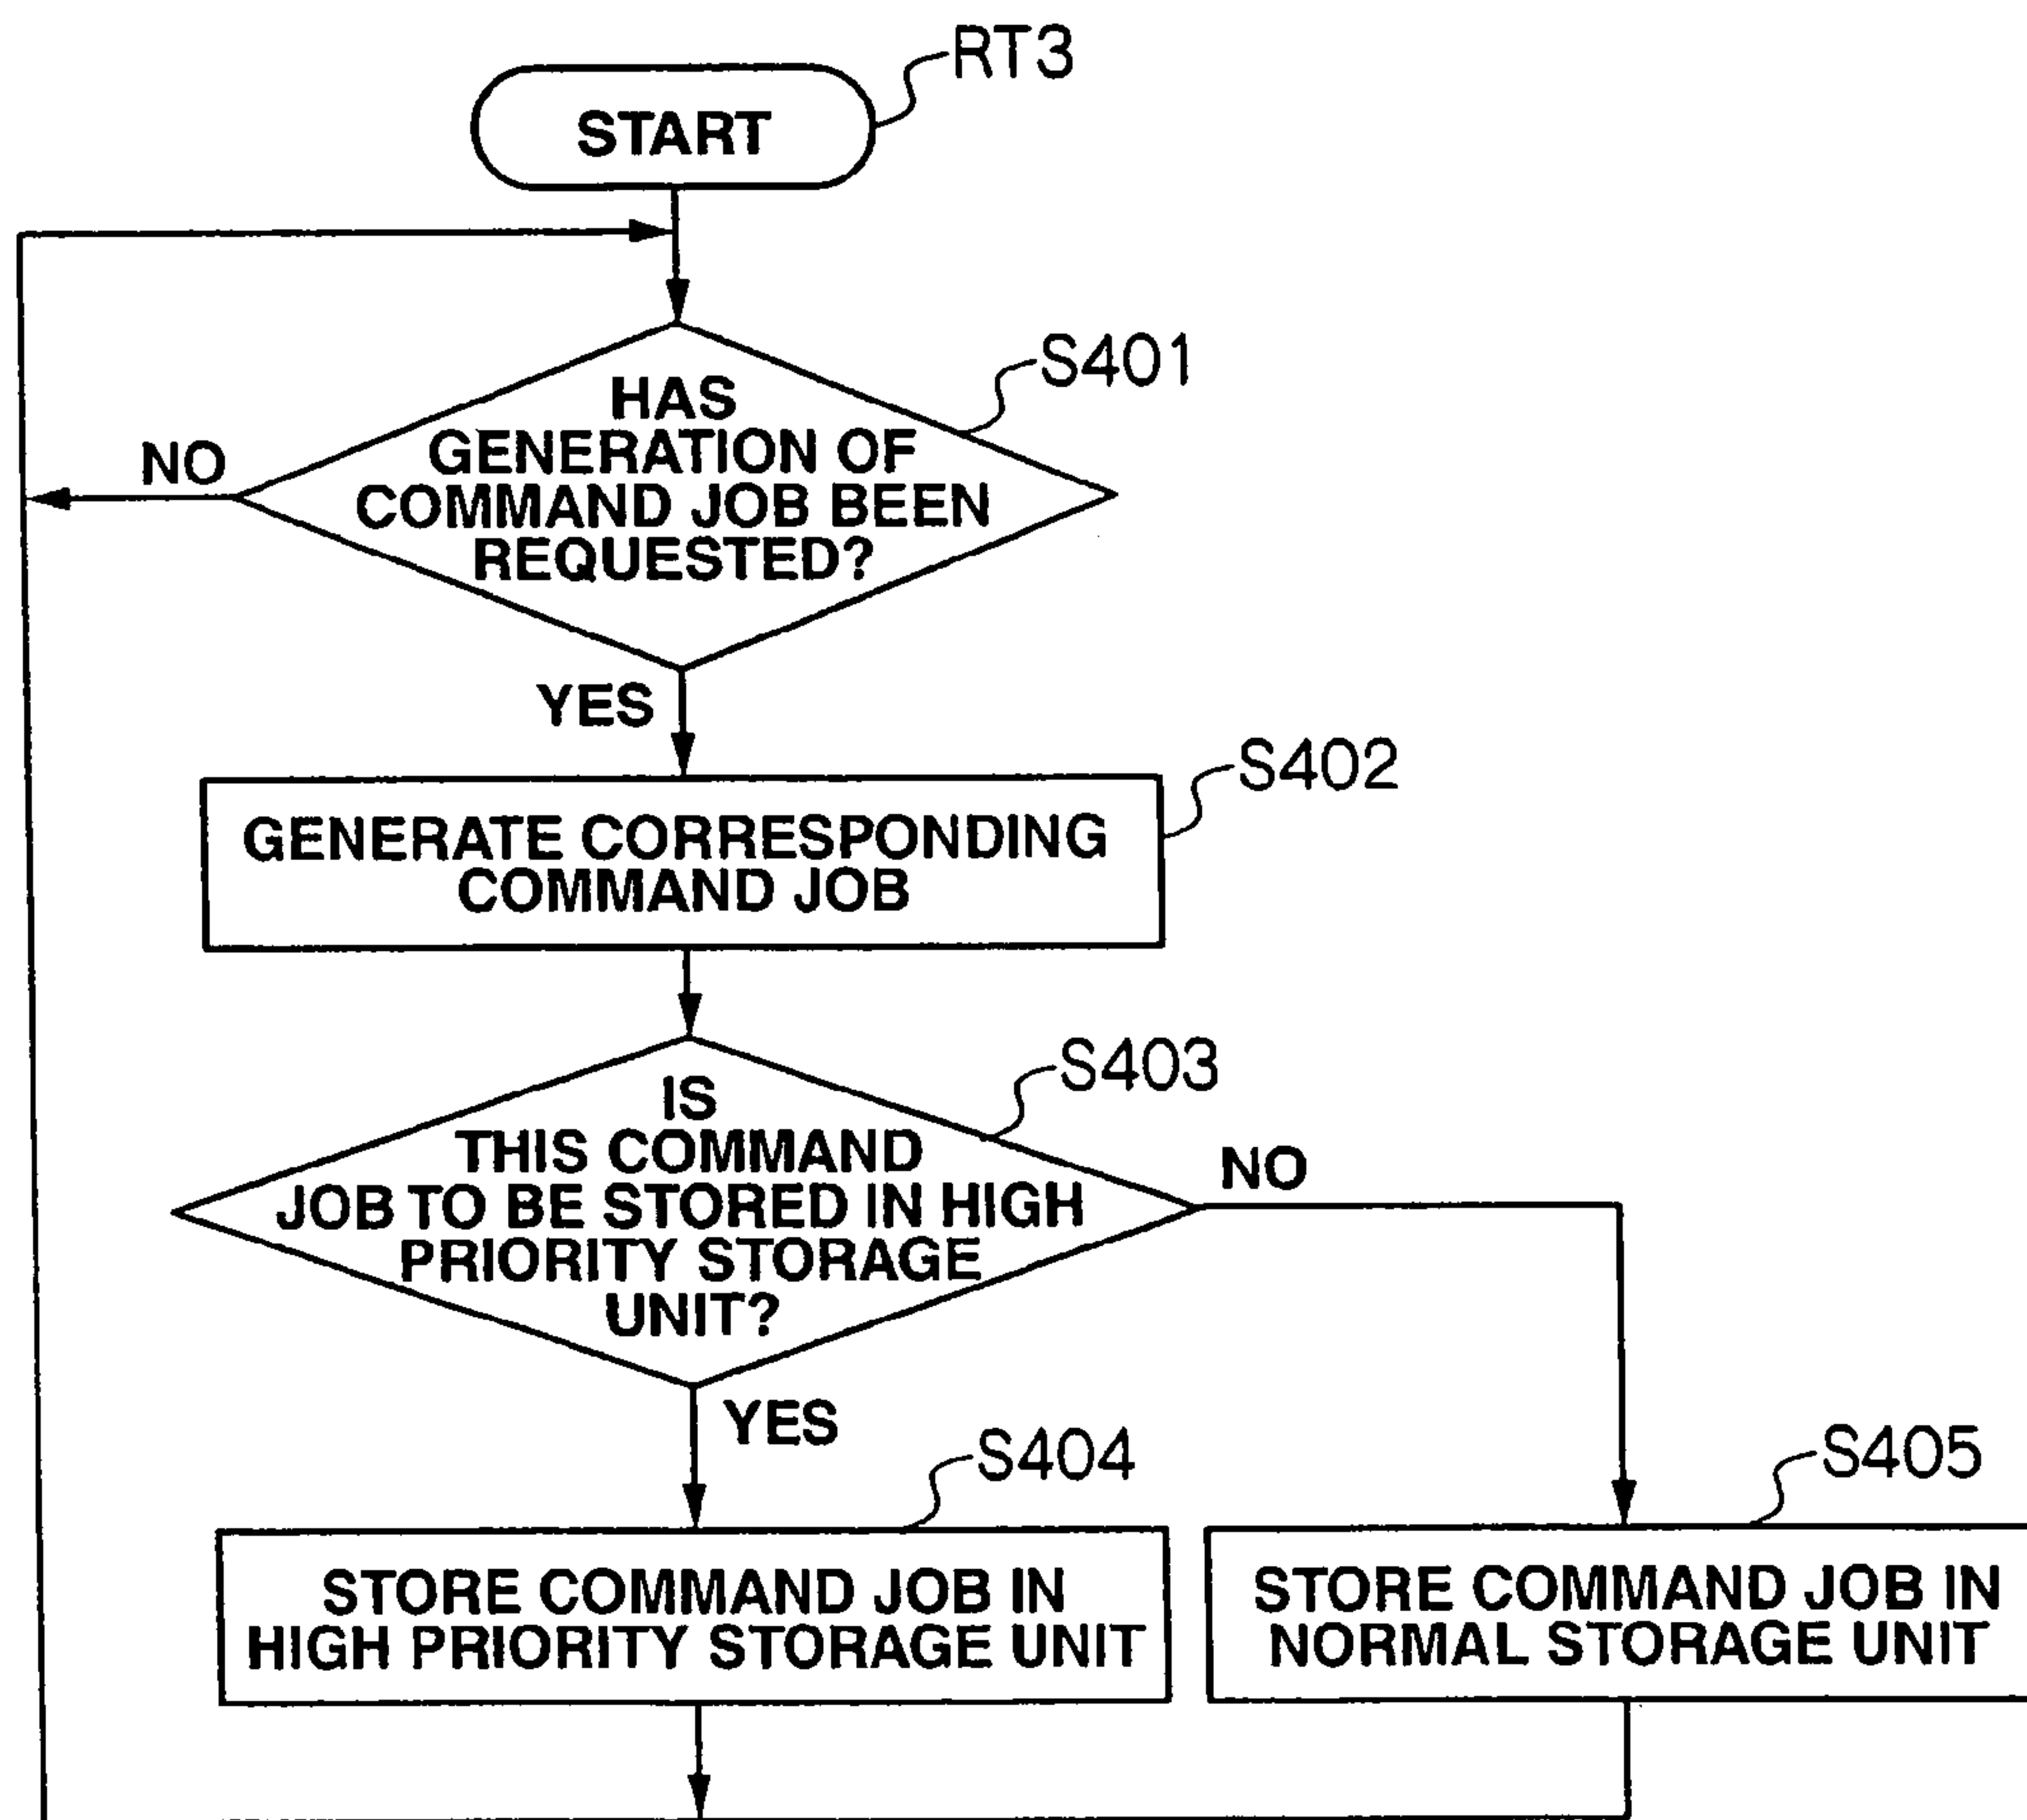 RT3
START
S401
HAS
GENERATION OF
COMMAND JOB BEEN
REQUESTED?
NO
YES
S402
GENERATE CORRESPONDING
COMMAND JOB
S403
IS
THIS COMMAND
JOB TO BE STORED IN HIGH
PRIORITY STORAGE
UNIT?
NO
YES
S404
STORE COMMAND JOB IN
HIGH PRIORITY STORAGE UNIT
S405
STORE COMMAND JOB IN
NORMAL STORAGE UNIT